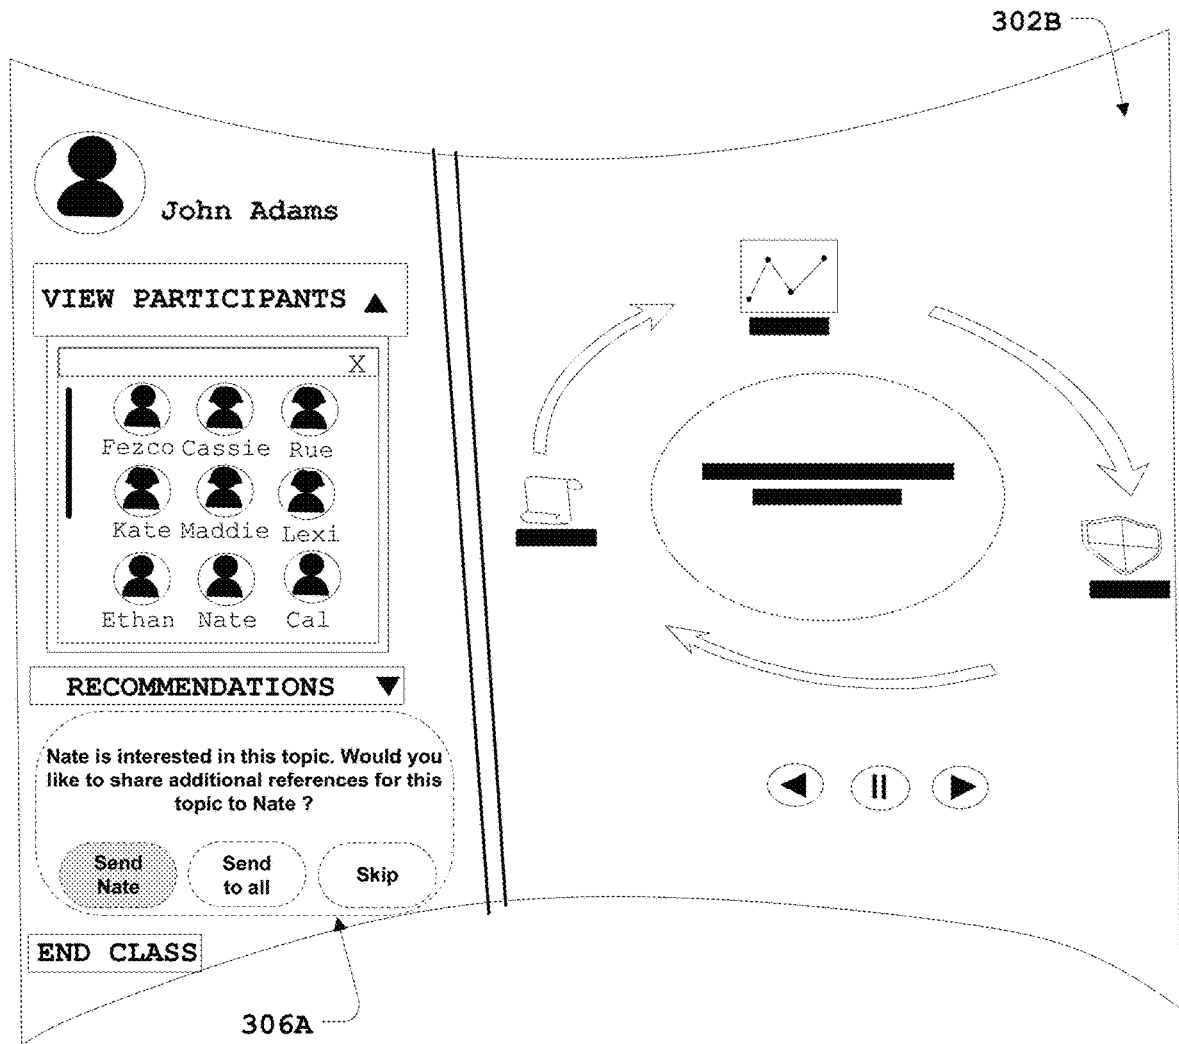 302B
John Adams
VIEW PARTICIPANTS
X
Fezco Cassie Rue
Kate Maddie Lexi
Ethan Nate Cal
RECOMMENDATIONS
Nate is interested in this topic. Would you
like to share additional references for this
topic to Nate ?
Send
Nate
Send
to all
Skip
END CLASS
306A